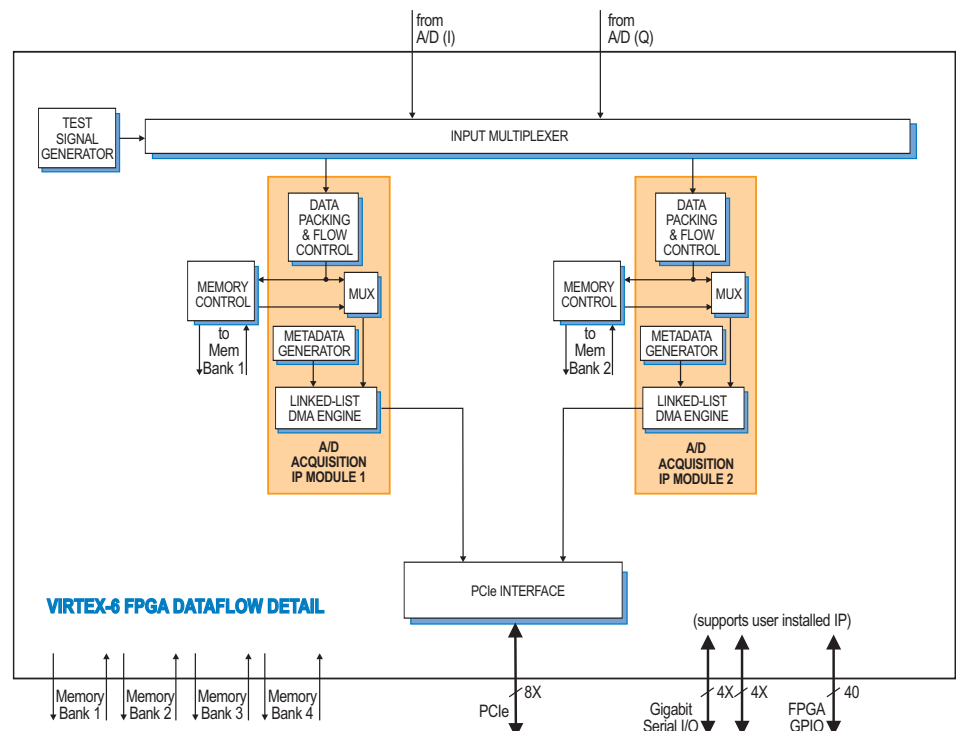 from
A/D (I)
from
A/D (Q)
TEST
SIGNAL
GENERATOR
INPUT MULTIPLEXER
DATA
PACKING
& FLOW
CONTROL
MEMORY
CONTROL
MUX
to
Mem
Bank 1
METADATA
GENERATOR
LINKED-LIST
DMA ENGINE
A/D
ACQUISITION
IP MODULE 1
DATA
PACKING
& FLOW
CONTROL
MEMORY
CONTROL
MUX
to
Mem
Bank 2
METADATA
GENERATOR
LINKED-LIST
DMA ENGINE
A/D
ACQUISITION
IP MODULE 2
PCIe INTERFACE
VIRTEX-6 FPGA DATAFLOW DETAIL
(supports user installed IP)
Memory
Bank 1
Memory
Bank 2
Memory
Bank 3
Memory
Bank 4
8X
PCIe
4X
4X
Gigabit
Serial I/O
40
FPGA
GPIO